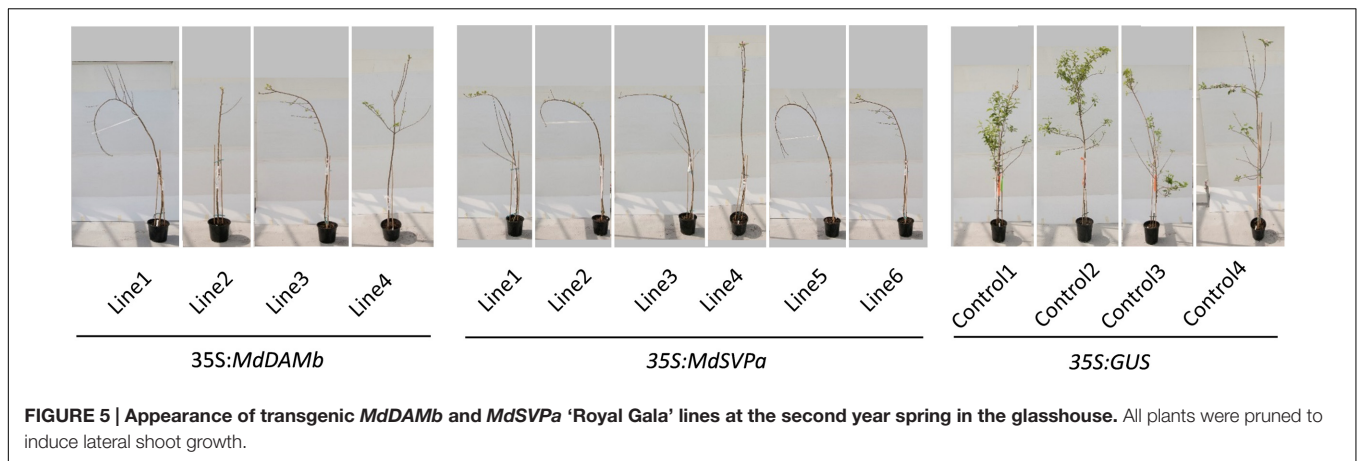 Line1 Line2 Line3 Line4 Line1 Line2 Line3 Line4 Line5 Line6 Control1 Control2 Control3 Control4
35S:MdDAMb 35S:MdSVPa 35S:GUS
FIGURE 5 | Appearance of transgenic MdDAMb and MdSVPa ‘Royal Gala’ lines at the second year spring in the glasshouse. All plants were pruned to
induce lateral shoot growth.